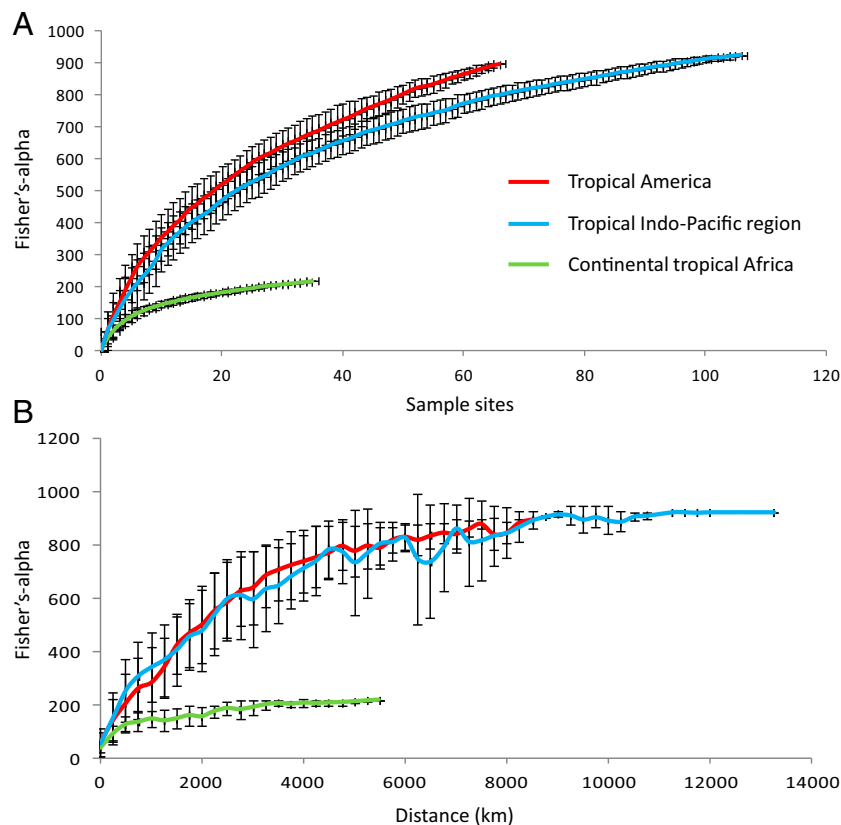 A
1000
900
800
700
600
500
400
300
200
100
0
Fisher's-alpha
Tropical America
Tropical Indo-Pacific region
Continental tropical Africa
0 20 40 60 80 100 120
Sample sites
B
1200
1000
800
600
400
200
0
Fisher's-alpha
0 2000 4000 6000 8000 10000 12000 14000
Distance (km)